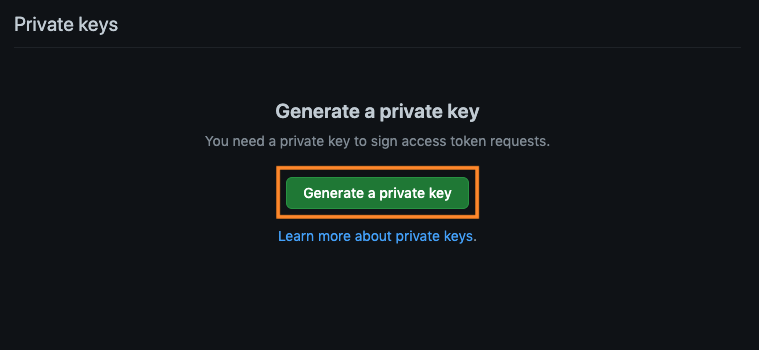 Private keys
Generate a private key
You need a private key to sign access token requests.
Generate a private key
Learn more about private keys.